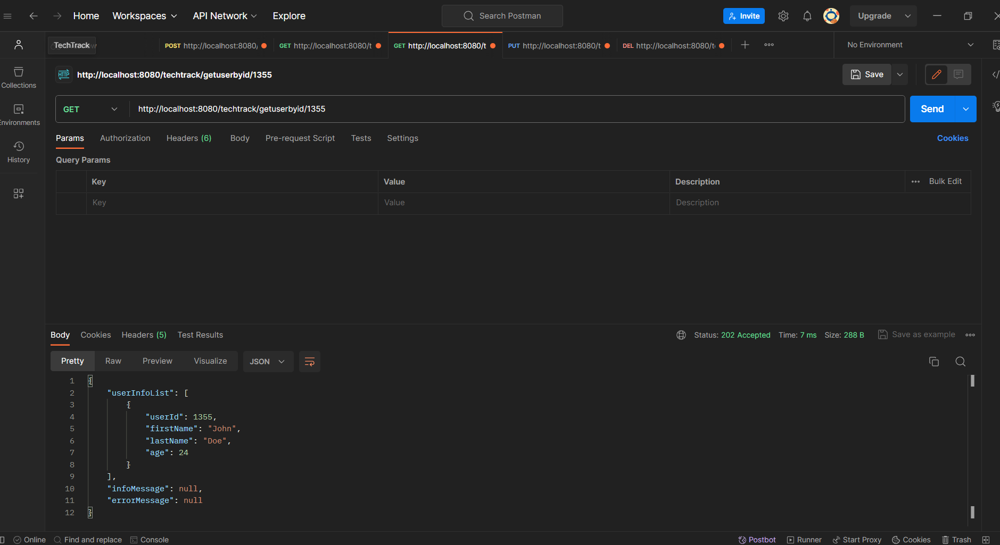 Home Workspaces API Network Explore Search Postman Invite Upgrade
TechTrack POST http://localhost:8080/ GET http://localhost:8080/t GET http://localhost:8080/t PUT http://localhost:8080/t DEL http://localhost:8080/t No Environment
HTTP http://localhost:8080/techtrack/getuserbyid/1355 Save
Collections
GET http://localhost:8080/techtrack/getuserbyid/1355 Send
Environments
Params Authorization Headers (6) Body Pre-request Script Tests Settings Cookies
History
Query Params
Key Value Description Bulk Edit
Key Value Description
Body Cookies Headers (5) Test Results Status: 202 Accepted Time: 7 ms Size: 288 B Save as example
Pretty Raw Preview Visualize JSON
1 {
2 "userInfoList": [
3 {
4 "userId": 1355,
5 "firstName": "John",
6 "lastName": "Doe",
7 "age": 24
8 }
9 ],
10 "infoMessage": null,
11 "errorMessage": null
12 }
Online Find and replace Console Postbot Runner Start Proxy Cookies Trash